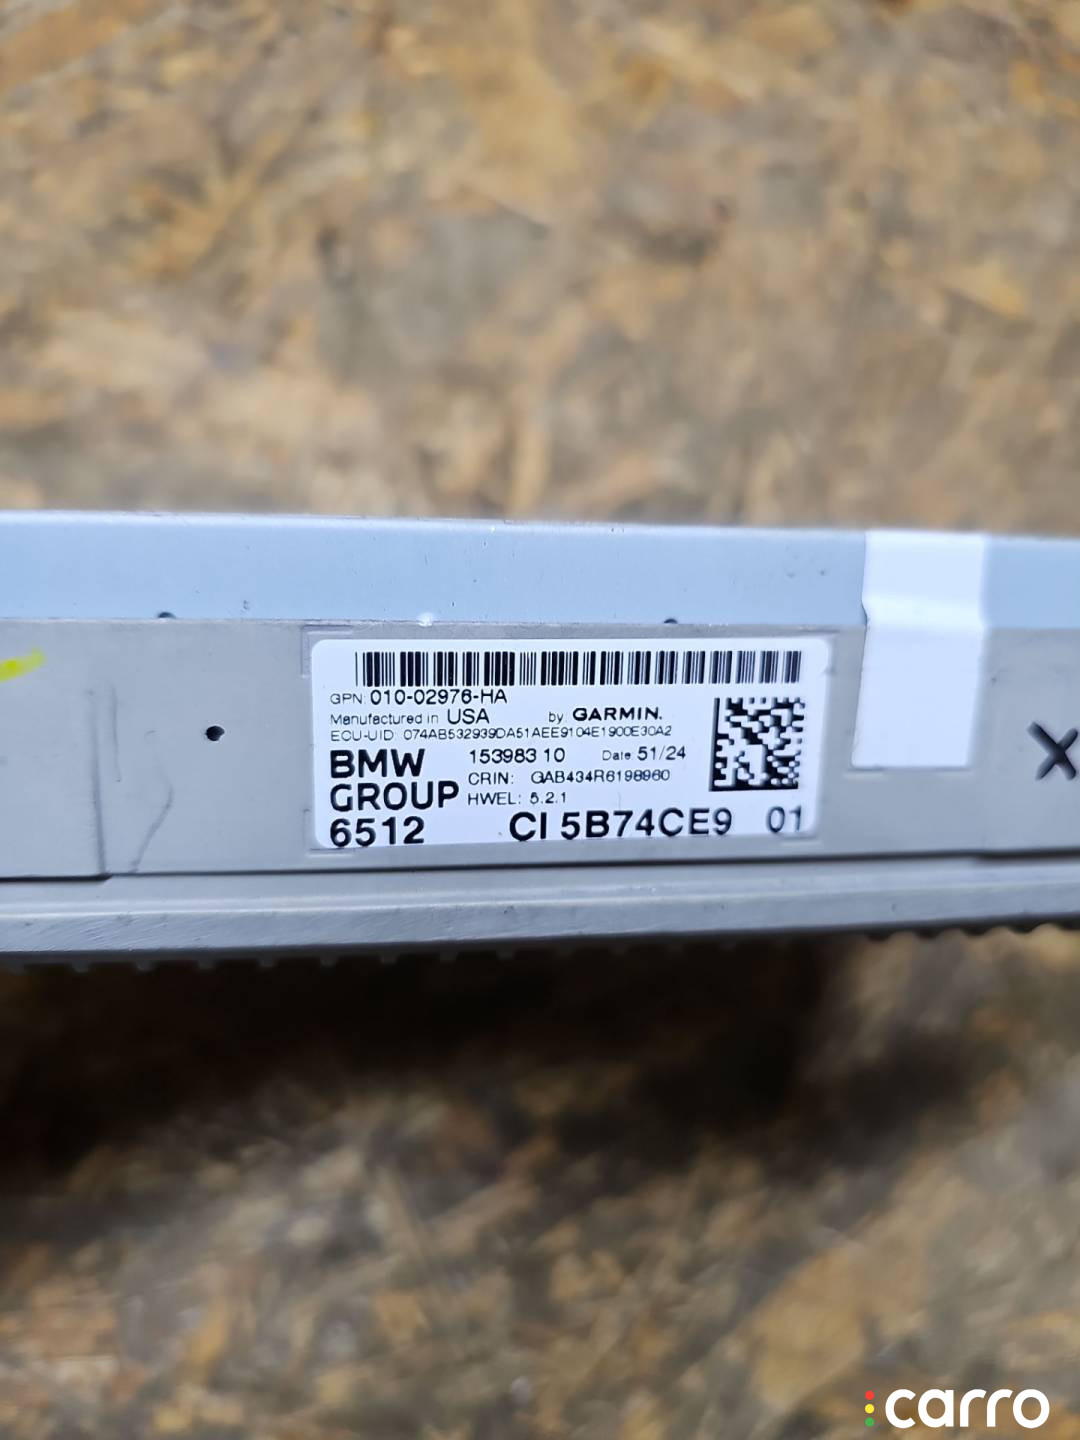 GPN: 010-02976-HA
Manufactured in USA by: GARMIN.
ECU-UID: 074AB532939DA51AEE9104E1900E30A2
BMW GROUP
153983 10 Date: 51/24
CRIN: GAB434R6198960
HWEL: 5.2.1
6512 CI 5B74CE9 01
X
carro